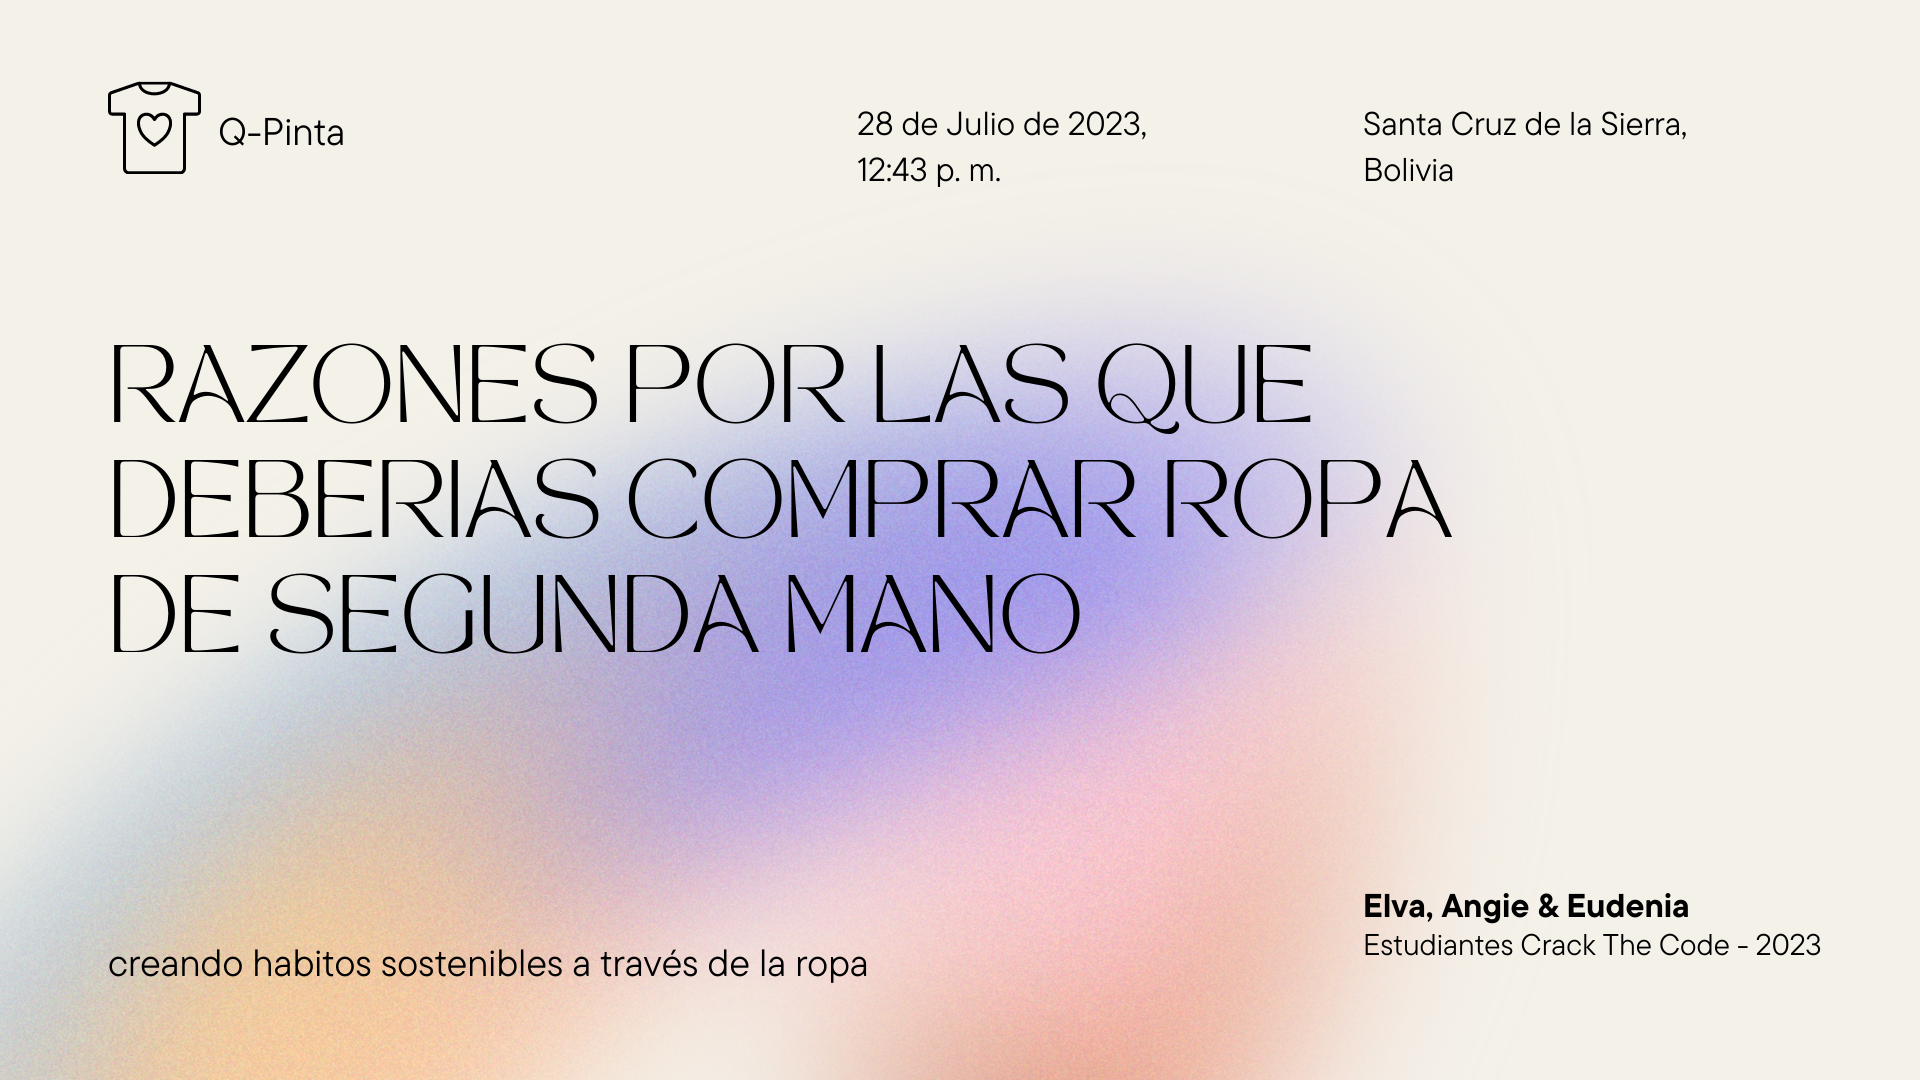 Q-Pinta
28 de Julio de 2023,
12:43 p. m.
Santa Cruz de la Sierra,
Bolivia
RAZONES POR LAS QUE
DEBERIAS COMPRAR ROPA
DE SEGUNDA MANO
creando habitos sostenibles a través de la ropa
Elva, Angie & Eudenia
Estudiantes Crack The Code - 2023